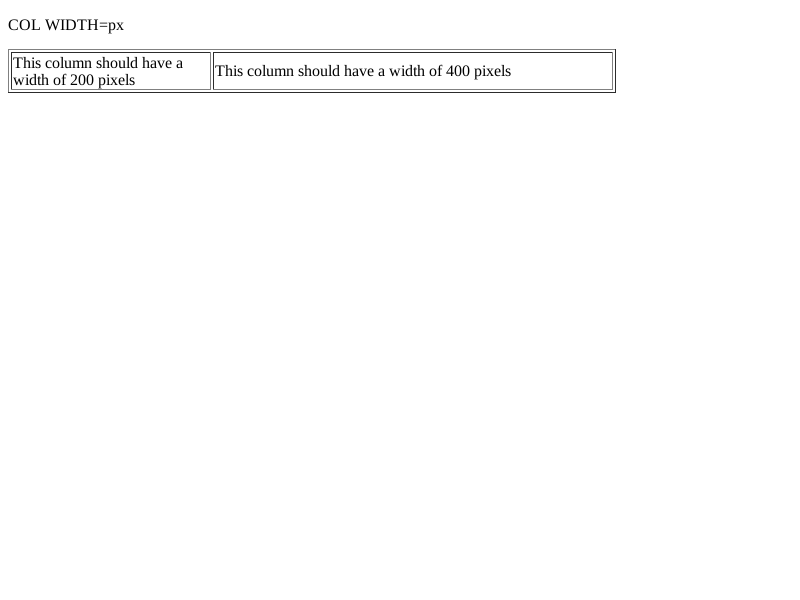 COL WIDTH=px
This column should have a
width of 200 pixels
This column should have a width of 400 pixels